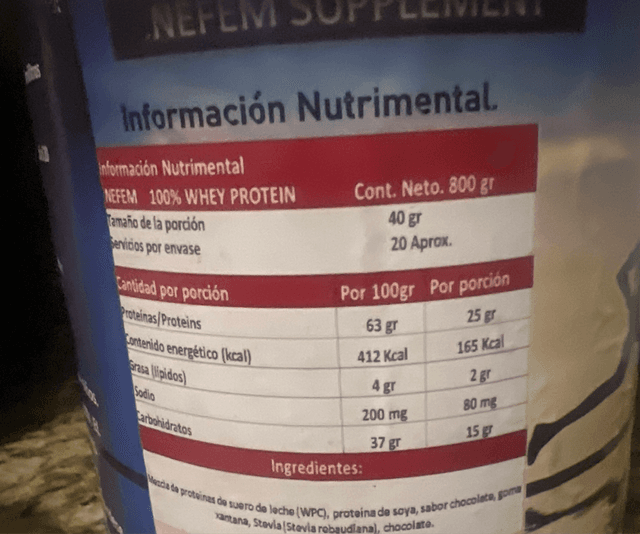 NEFEM SUPPLEMENT
Información Nutrimental.
Información Nutrimental
NEFEM 100% WHEY PROTEIN Cont. Neto. 800 gr
Tamaño de la porción 40 gr
Servicios por envase 20 Aprox.
Cantidad por porción Por 100gr Por porción
Proteínas/Proteins 63 gr 25 gr
Contenido energético (kcal) 412 Kcal 165 Kcal
Grasa (lípidos) 4 gr 2 gr
Sodio 200 mg 80 mg
Carbohidratos 37 gr 15 gr
Ingredientes:
Mezcla de proteinas de suero de leche (WPC), proteina de soya, sabor chocolate, goma
xantana, Stevia (Stevia rebaudiana), chocolate.